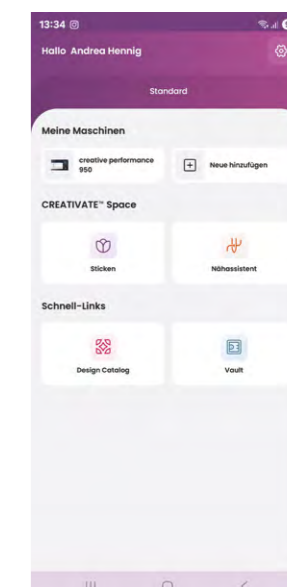 13:34
Hallo Andrea Hennig
Standard
Meine Maschinen
creative performance
950
Neue hinzufügen
CREATIVATE™ Space
Sticken
Nähassistent
Schnell-Links
Design Catalog
Vault